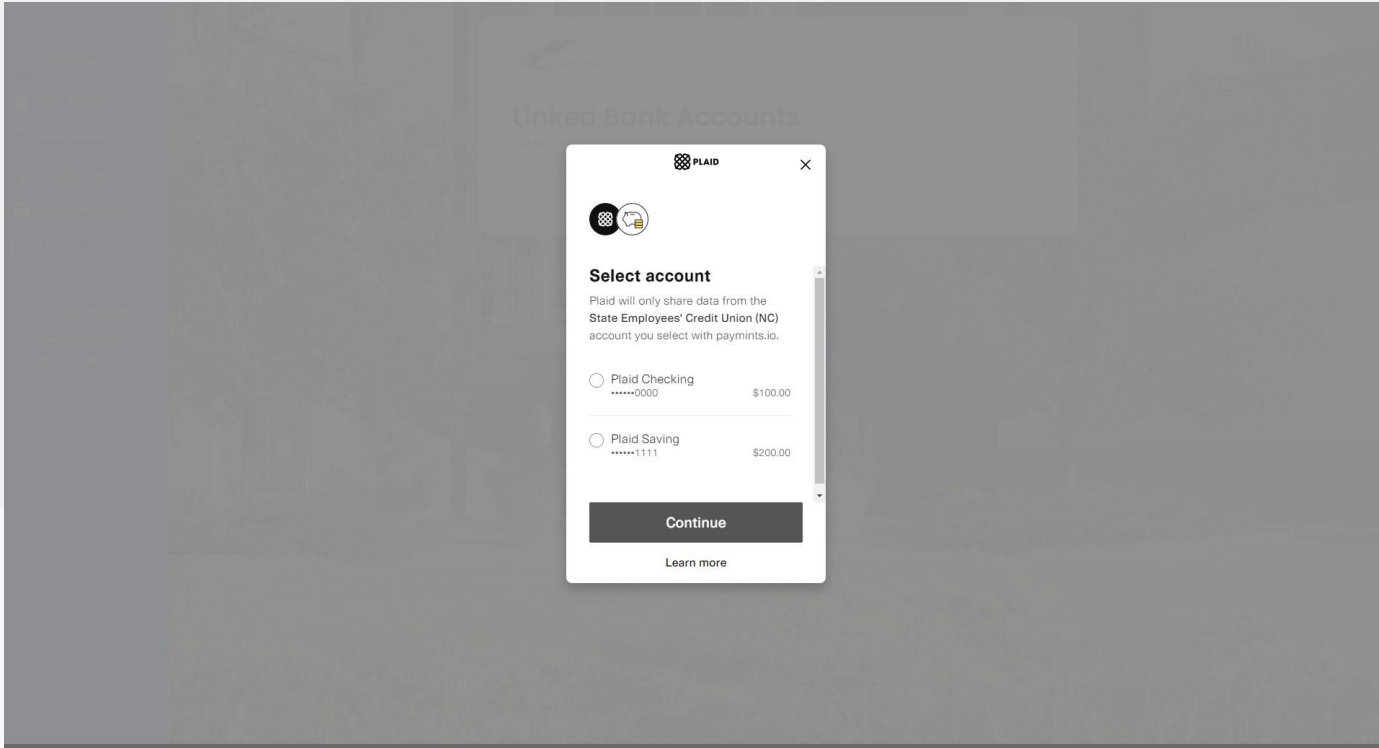 Linked Bank Accounts
PLAID
Select account
Plaid will only share data from the
State Employees' Credit Union (NC)
account you select with paymints.io.
Plaid Checking
••••••0000 $100.00
Plaid Saving
••••••1111 $200.00
Continue
Learn more